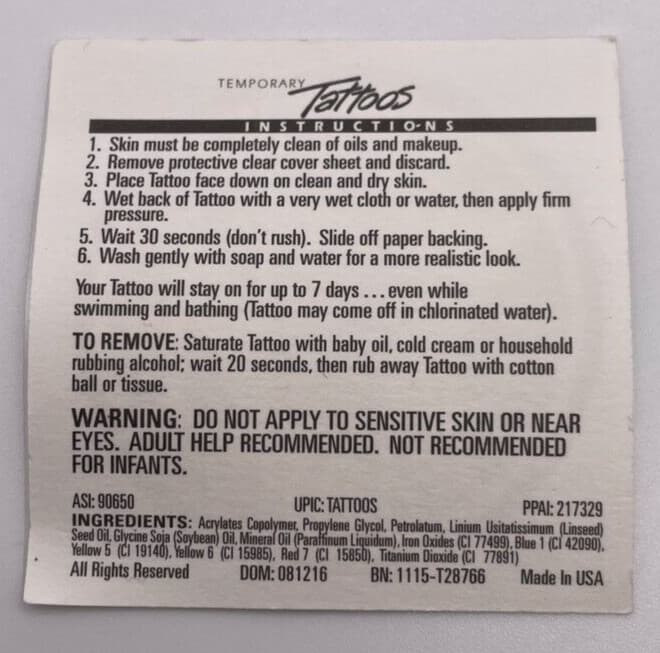 TEMPORARY Tattoos
INSTRUCTIONS
1. Skin must be completely clean of oils and makeup.
2. Remove protective clear cover sheet and discard.
3. Place Tattoo face down on clean and dry skin.
4. Wet back of Tattoo with a very wet cloth or water, then apply firm
pressure.
5. Wait 30 seconds (don't rush). Slide off paper backing.
6. Wash gently with soap and water for a more realistic look.
Your Tattoo will stay on for up to 7 days ... even while
swimming and bathing (Tattoo may come off in chlorinated water).
TO REMOVE: Saturate Tattoo with baby oil, cold cream or household
rubbing alcohol; wait 20 seconds, then rub away Tattoo with cotton
ball or tissue.
WARNING: DO NOT APPLY TO SENSITIVE SKIN OR NEAR
EYES. ADULT HELP RECOMMENDED. NOT RECOMMENDED
FOR INFANTS.
ASI: 90650 UPIC: TATTOOS PPAI: 217329
INGREDIENTS: Acrylates Copolymer, Propylene Glycol, Petrolatum, Linium Usitatissimum (Linseed)
Seed Oil, Glycine Soja (Soybean) Oil, Mineral Oil (Paraffinum Liquidum), Iron Oxides (CI 77499), Blue 1 (CI 42090),
Yellow 5 (CI 19140), Yellow 6 (CI 15985), Red 7 (CI 15850), Titanium Dioxide (CI 77891)
All Rights Reserved DOM: 081216 BN: 1115-T28766 Made In USA